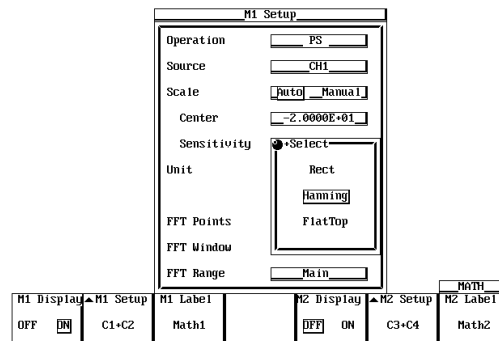 M1 Setup
Operation PS
Source CH1
Scale Auto Manual
Center -2.0000E+01
Sensitivity +Select
Unit Rect
Hanning
FFT Points FlatTop
FFT Window
FFT Range Main
MATH
M1 Display M1 Setup M1 Label M2 Display M2 Setup M2 Label
OFF ON C1+C2 Math1 OFF ON C3+C4 Math2